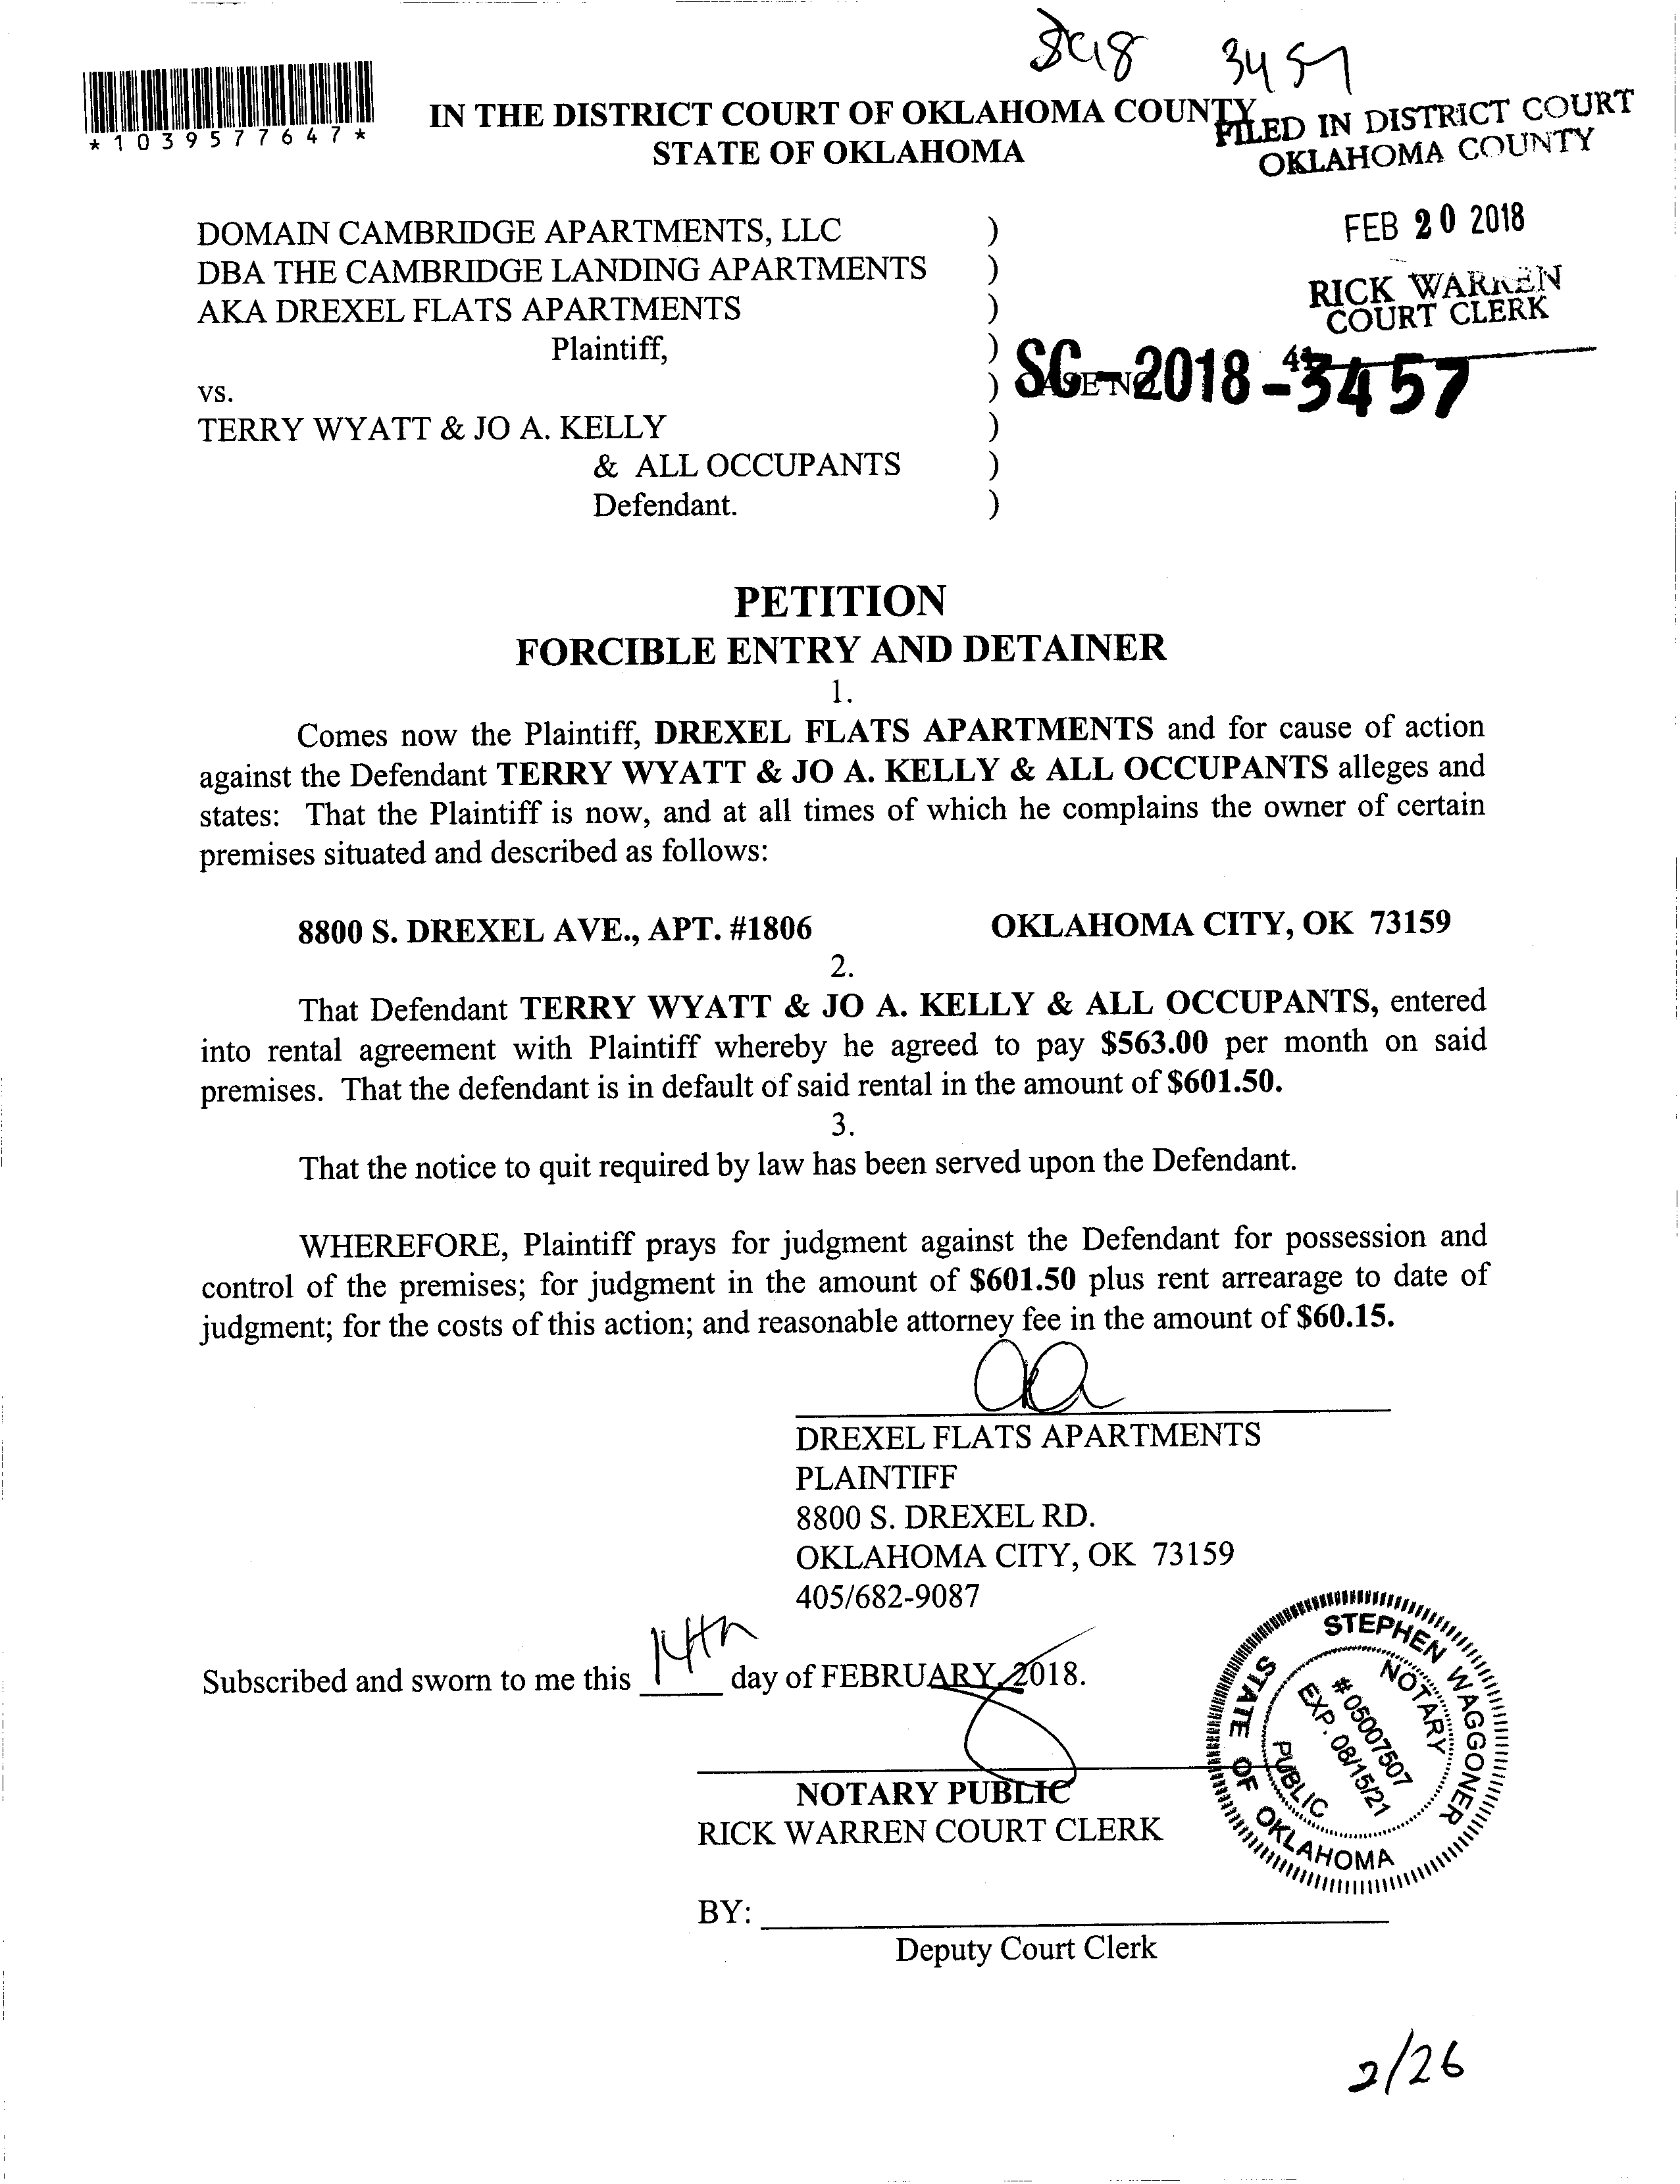 3457
*1039577647*
IN THE DISTRICT COURT OF OKLAHOMA COUNTY
STATE OF OKLAHOMA
FILED IN DISTRICT COURT
OKLAHOMA COUNTY
FEB 20 2018
RICK WARREN
COURT CLERK
DOMAIN CAMBRIDGE APARTMENTS, LLC )
DBA THE CAMBRIDGE LANDING APARTMENTS )
AKA DREXEL FLATS APARTMENTS )
Plaintiff, )
SC-2018-3457
vs. )
TERRY WYATT & JO A. KELLY )
& ALL OCCUPANTS )
Defendant. )
PETITION
FORCIBLE ENTRY AND DETAINER
1.
Comes now the Plaintiff, DREXEL FLATS APARTMENTS and for cause of action
against the Defendant TERRY WYATT & JO A. KELLY & ALL OCCUPANTS alleges and
states: That the Plaintiff is now, and at all times of which he complains the owner of certain
premises situated and described as follows:
8800 S. DREXEL AVE., APT. #1806 OKLAHOMA CITY, OK 73159
2.
That Defendant TERRY WYATT & JO A. KELLY & ALL OCCUPANTS, entered
into rental agreement with Plaintiff whereby he agreed to pay $563.00 per month on said
premises. That the defendant is in default of said rental in the amount of $601.50.
3.
That the notice to quit required by law has been served upon the Defendant.
WHEREFORE, Plaintiff prays for judgment against the Defendant for possession and
control of the premises; for judgment in the amount of $601.50 plus rent arrearage to date of
judgment; for the costs of this action; and reasonable attorney fee in the amount of $60.15.
DREXEL FLATS APARTMENTS
PLAINTIFF
8800 S. DREXEL RD.
OKLAHOMA CITY, OK 73159
405/682-9087
Subscribed and sworn to me this 14th day of FEBRUARY, 2018.
NOTARY PUBLIC
RICK WARREN COURT CLERK
STEPHEN WAGGONER
NOTARY
# 05007507
EXP. 08/15/21
PUBLIC
STATE OF OKLAHOMA
BY:
Deputy Court Clerk
2/26